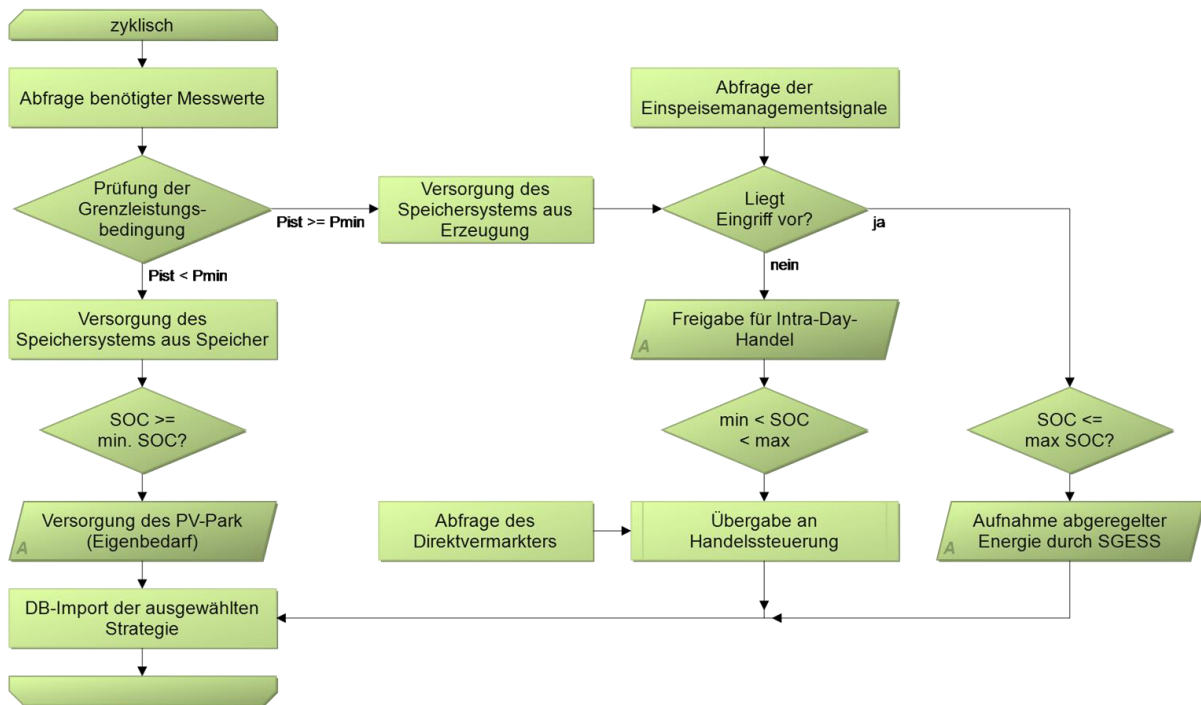 zyklisch
Abfrage benötigter Messwerte
Prüfung der
Grenzleistungs-
bedingung
Pist >= Pmin
Pist < Pmin
Versorgung des
Speichersystems aus
Erzeugung
Abfrage der
Einspeisemanagementsignale
Liegt
Eingriff vor?
ja
nein
Versorgung des
Speichersystems aus Speicher
Freigabe für Intra-Day-
Handel
A
SOC >=
min. SOC?
min < SOC
< max
SOC <=
max SOC?
Versorgung des PV-Park
(Eigenbedarf)
A
Abfrage des
Direktvermarkters
Übergabe an
Handelssteuerung
Aufnahme abgeregelter
Energie durch SGESS
A
DB-Import der ausgewählten
Strategie